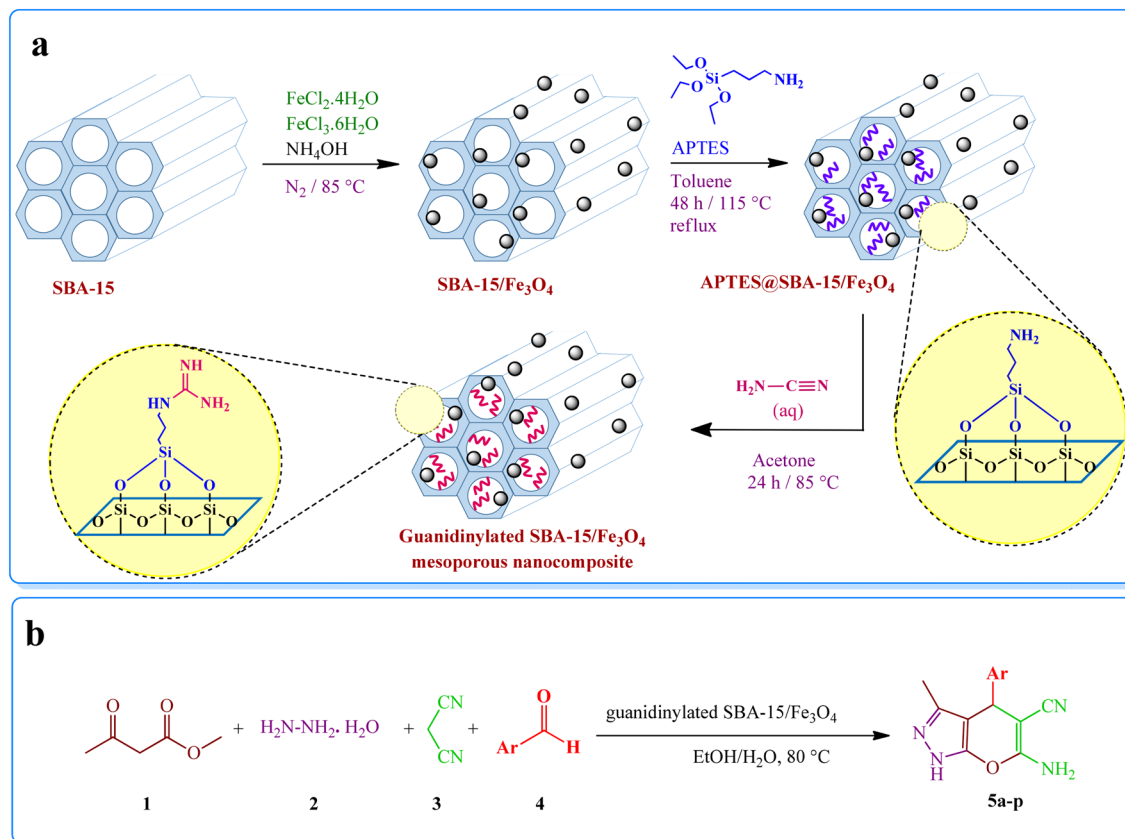 a
FeCl₂.4H₂O
FeCl₃.6H₂O
NH₄OH
N₂ / 85 °C
SBA-15
SBA-15/Fe₃O₄
O
Si
O
O
NH₂
APTES
Toluene
48 h / 115 °C
reflux
APTES@SBA-15/Fe₃O₄
NH₂
Si
O O O
Si Si Si
O O O O
H₂N–C≡N
(aq)
Acetone
24 h / 85 °C
NH
HN NH₂
Si
O O O
Si Si Si
O O O O
Guanidinylated SBA-15/Fe₃O₄
mesoporous nanocomposite
b
O O
O
1
+
H₂N-NH₂. H₂O
2
+
CN
CN
3
+
O
Ar H
4
guanidinylated SBA-15/Fe₃O₄
EtOH/H₂O, 80 °C
Ar
CN
N
N
H
O
NH₂
5a-p